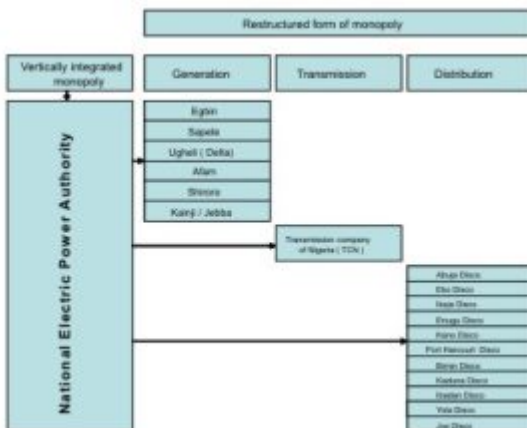 Restructured form of monopoly
Vertically integrated
monopoly
Generation
Transmission
Distribution
National Electric Power Authority
Egbin
Sapele
Ugheli ( Delta)
Afam
Shiroro
Kainji / Jebba
Transmission company
of Nigeria ( TCN )
Abuja Disco
Eko Disco
Ikeja Disco
Enugu Disco
Kano Disco
Port Harcourt Disco
Benin Disco
Kaduna Disco
Ibadan Disco
Yola Disco
Jos Disco